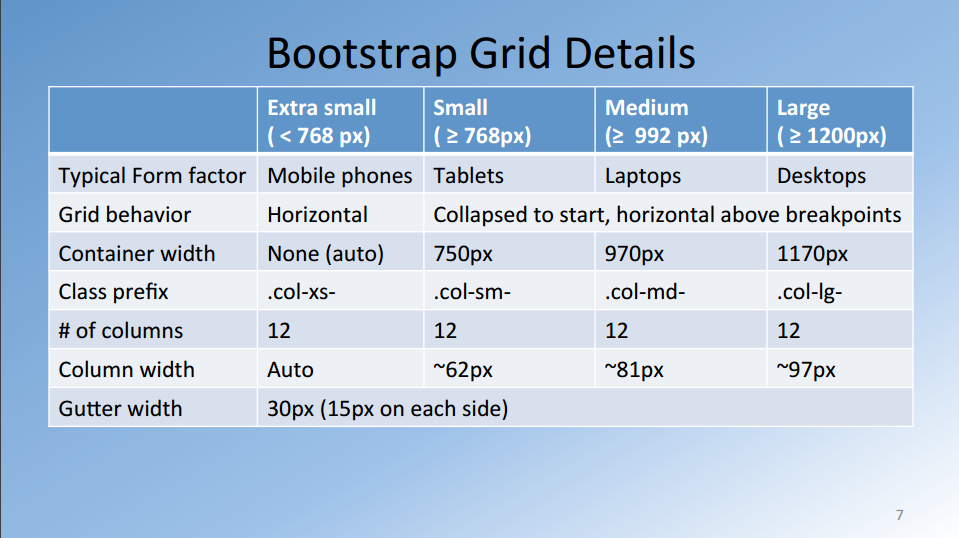 Bootstrap Grid Details
Extra small Small Medium Large
( < 768 px) ( ≥ 768px) (≥ 992 px) ( ≥ 1200px)
Typical Form factor Mobile phones Tablets Laptops Desktops
Grid behavior Horizontal Collapsed to start, horizontal above breakpoints
Container width None (auto) 750px 970px 1170px
Class prefix .col-xs- .col-sm- .col-md- .col-lg-
# of columns 12 12 12 12
Column width Auto ~62px ~81px ~97px
Gutter width 30px (15px on each side)
7